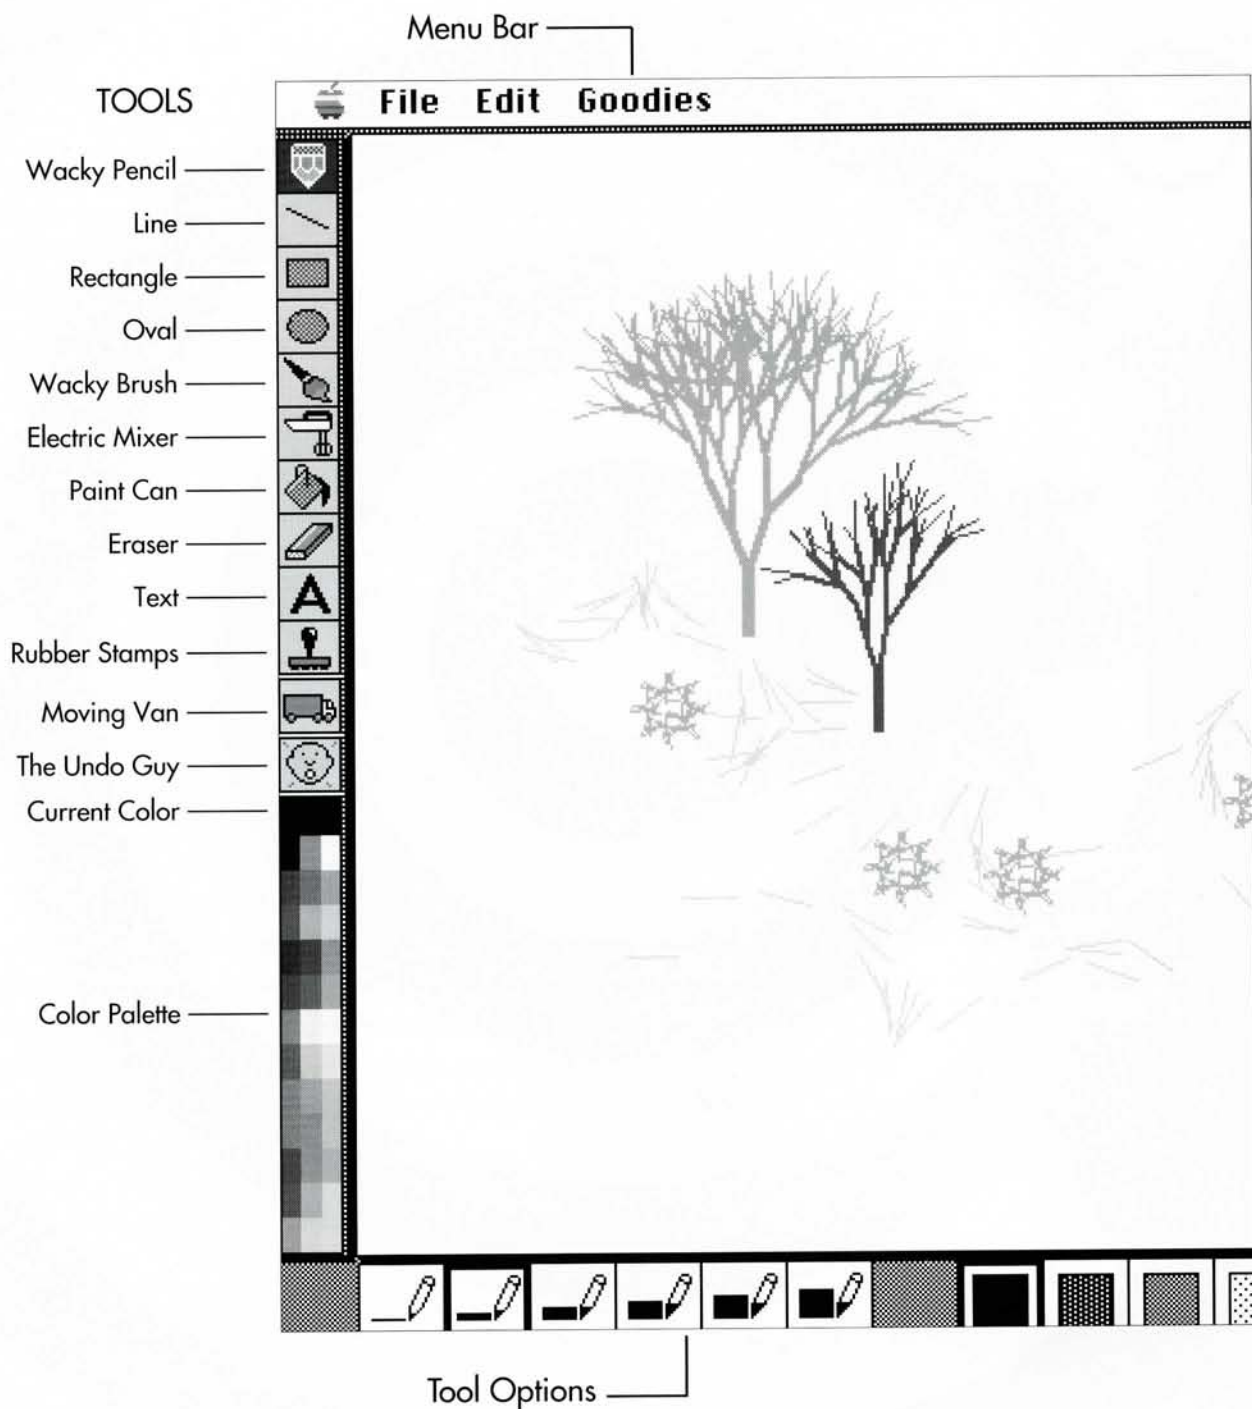 Menu Bar
TOOLS
File Edit Goodies
Wacky Pencil
Line
Rectangle
Oval
Wacky Brush
Electric Mixer
Paint Can
Eraser
Text
A
Rubber Stamps
Moving Van
The Undo Guy
Current Color
Color Palette
Tool Options